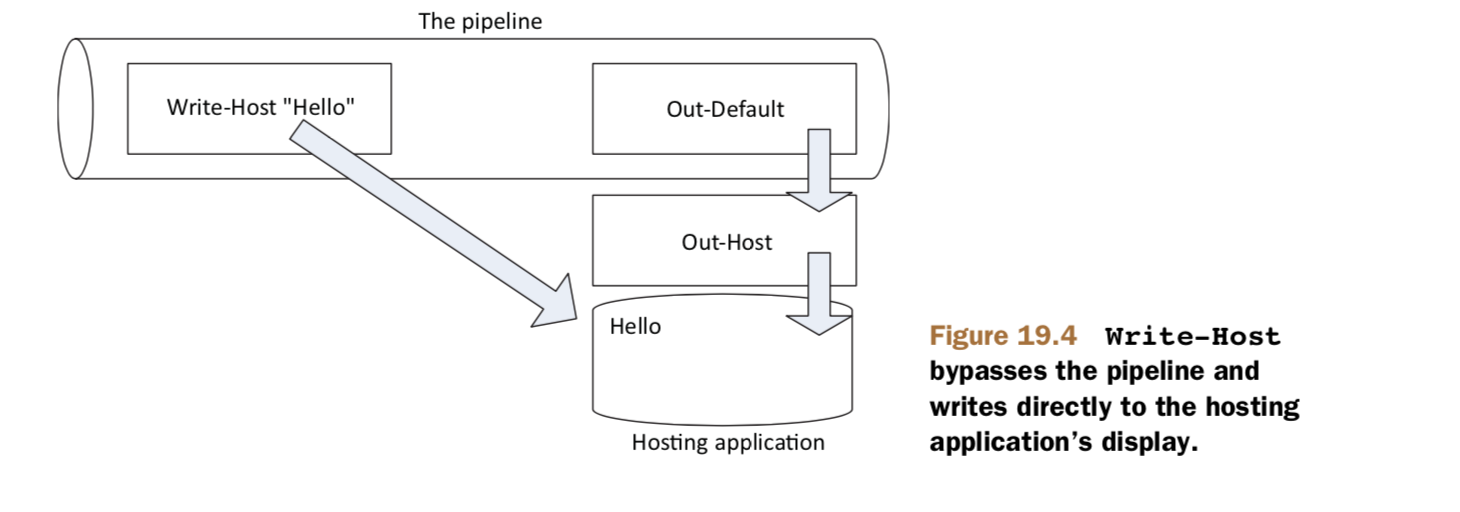 The pipeline
Write-Host "Hello"
Out-Default
Out-Host
Hello
Hosting application
Figure 19.4 Write-Host
bypasses the pipeline and
writes directly to the hosting
application’s display.